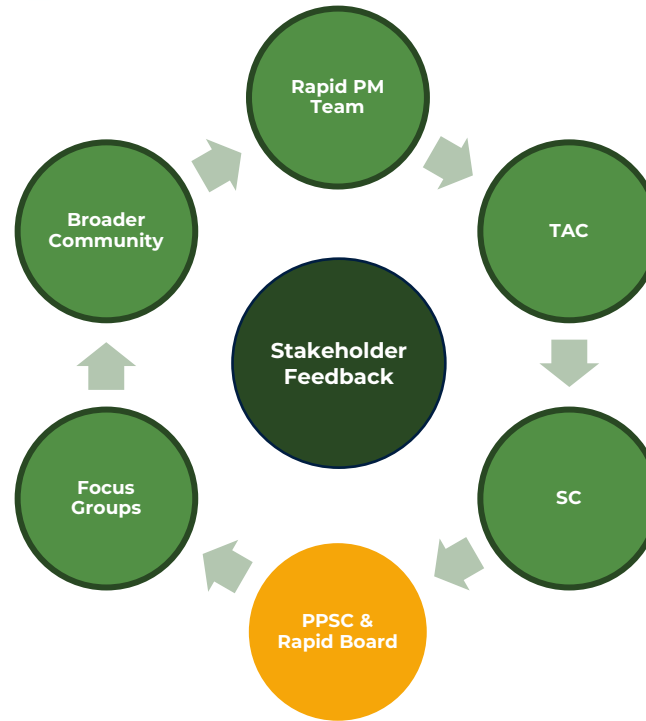 Rapid PM
Team
TAC
SC
PPSC &
Rapid Board
Focus
Groups
Broader
Community
Stakeholder
Feedback